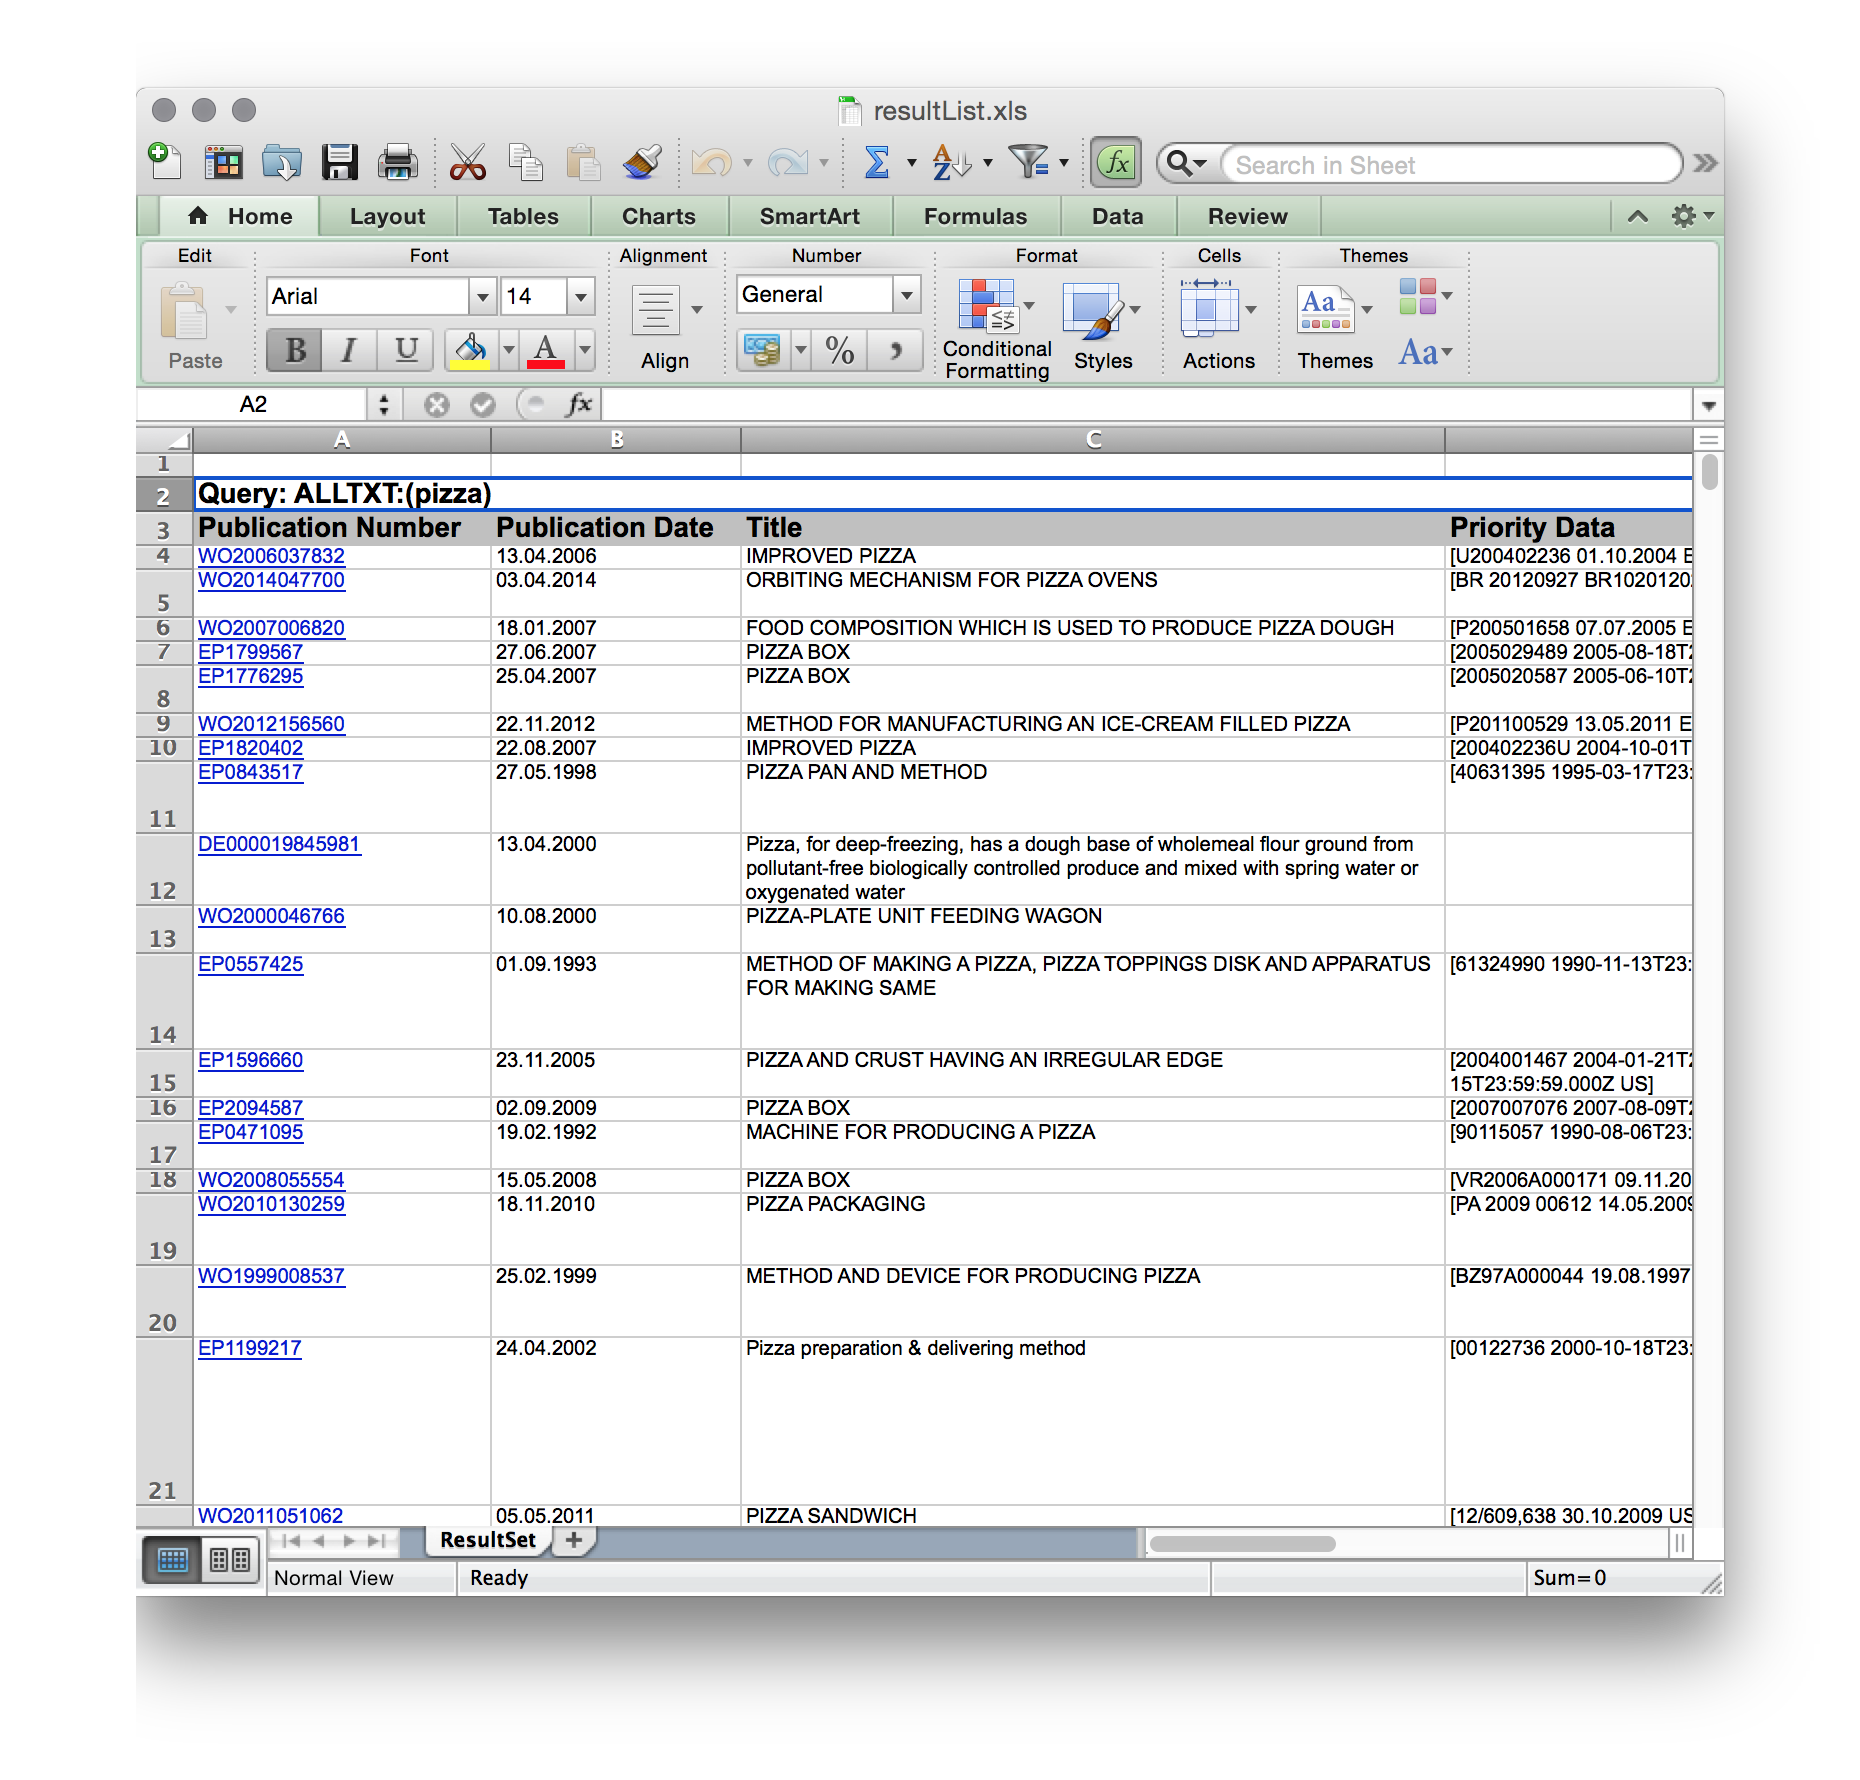 resultList.xls
Search in Sheet
Home Layout Tables Charts SmartArt Formulas Data Review
Edit Font Alignment Number Format Cells Themes
Arial 14 General
Paste B I U A Align % Conditional Formatting Styles Actions Aa Themes Aa
A2 fx
A B C
1
2 Query: ALLTXT:(pizza)
3 Publication Number Publication Date Title Priority Data
4 WO2006037832 13.04.2006 IMPROVED PIZZA [U200402236 01.10.2004 E
5 WO2014047700 03.04.2014 ORBITING MECHANISM FOR PIZZA OVENS [BR 20120927 BR1020120
6 WO2007006820 18.01.2007 FOOD COMPOSITION WHICH IS USED TO PRODUCE PIZZA DOUGH [P200501658 07.07.2005 E
7 EP1799567 27.06.2007 PIZZA BOX [2005029489 2005-08-18T
8 EP1776295 25.04.2007 PIZZA BOX [2005020587 2005-06-10T
9 WO2012156560 22.11.2012 METHOD FOR MANUFACTURING AN ICE-CREAM FILLED PIZZA [P201100529 13.05.2011 E
10 EP1820402 22.08.2007 IMPROVED PIZZA [200402236U 2004-10-01T
11 EP0843517 27.05.1998 PIZZA PAN AND METHOD [40631395 1995-03-17T23:
12 DE000019845981 13.04.2000 Pizza, for deep-freezing, has a dough base of wholemeal flour ground from
pollutant-free biologically controlled produce and mixed with spring water or
oxygenated water
13 WO2000046766 10.08.2000 PIZZA-PLATE UNIT FEEDING WAGON
14 EP0557425 01.09.1993 METHOD OF MAKING A PIZZA, PIZZA TOPPINGS DISK AND APPARATUS [61324990 1990-11-13T23:
FOR MAKING SAME
15 EP1596660 23.11.2005 PIZZA AND CRUST HAVING AN IRREGULAR EDGE [2004001467 2004-01-21T
15T23:59:59.000Z US]
16 EP2094587 02.09.2009 PIZZA BOX [2007007076 2007-08-09T
17 EP0471095 19.02.1992 MACHINE FOR PRODUCING A PIZZA [90115057 1990-08-06T23:
18 WO2008055554 15.05.2008 PIZZA BOX [VR2006A000171 09.11.20
19 WO2010130259 18.11.2010 PIZZA PACKAGING [PA 2009 00612 14.05.2009
20 WO1999008537 25.02.1999 METHOD AND DEVICE FOR PRODUCING PIZZA [BZ97A000044 19.08.1997
21 EP1199217 24.04.2002 Pizza preparation & delivering method [00122736 2000-10-18T23:
WO2011051062 05.05.2011 PIZZA SANDWICH [12/609,638 30.10.2009 US
ResultSet
Normal View Ready Sum=0